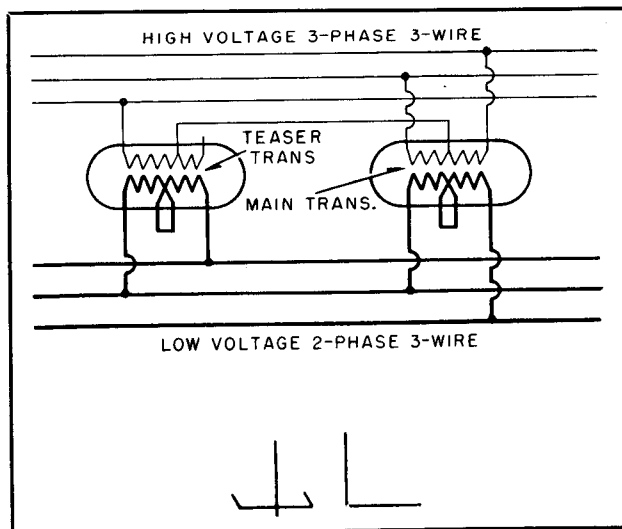 HIGH VOLTAGE 3-PHASE 3-WIRE
TEASER
TRANS
MAIN TRANS.
LOW VOLTAGE 2-PHASE 3-WIRE